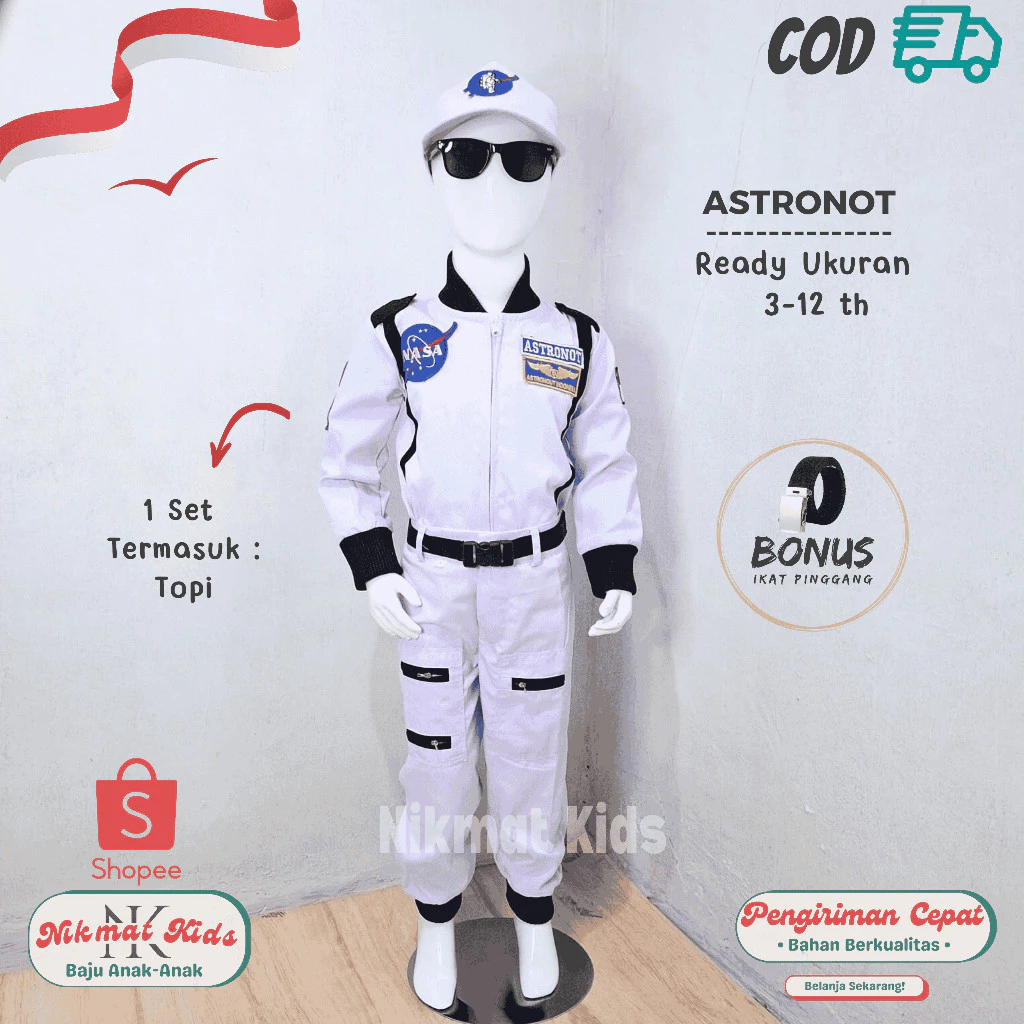 COD
ASTRONOT
Ready Ukuran
3-12 th
NASA
ASTRONOT
1 Set
Termasuk :
Topi
BONUS
IKAT PINGGANG
Nikmat Kids
S
Shopee
NK
Nikmat Kids
Baju Anak-Anak
Pengiriman Cepat
• Bahan Berkualitas •
Belanja Sekarang!